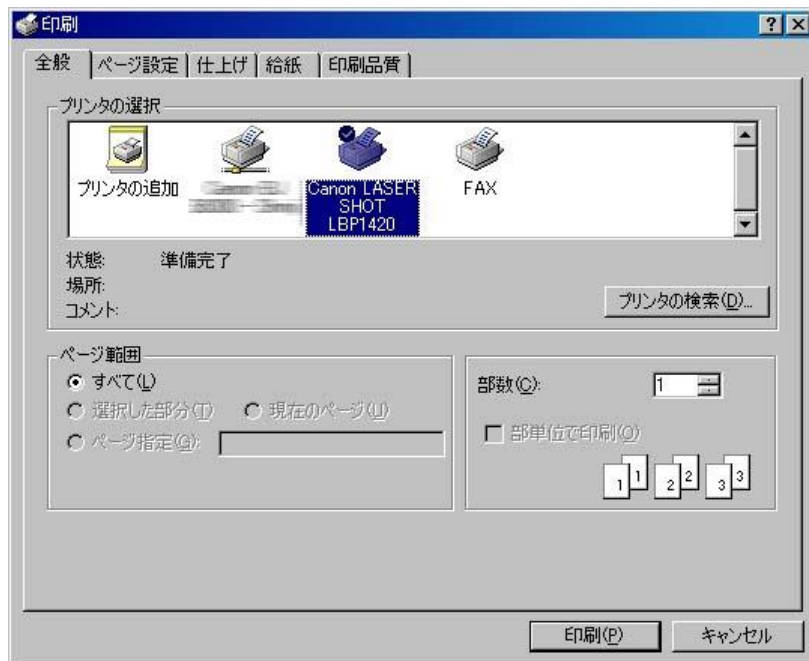 印刷
全般 ページ設定 仕上げ 給紙 印刷品質
プリンタの選択
プリンタの追加
Canon LASER
SHOT
LBP1420
FAX
状態: 準備完了
場所:
コメント:
プリンタの検索(D)...
ページ範囲
すべて(L)
選択した部分(T) 現在のページ(U)
ページ指定(G):
部数(C): 1
部単位で印刷(O)
1 1 2 2 3 3
印刷(P) キャンセル